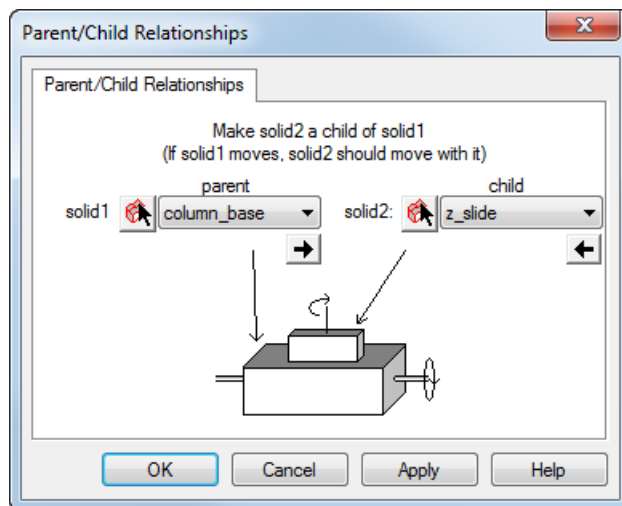 Parent/Child Relationships
Parent/Child Relationships
Make solid2 a child of solid1
(If solid1 moves, solid2 should move with it)
parent child
solid1 column_base solid2: z_slide
OK Cancel Apply Help